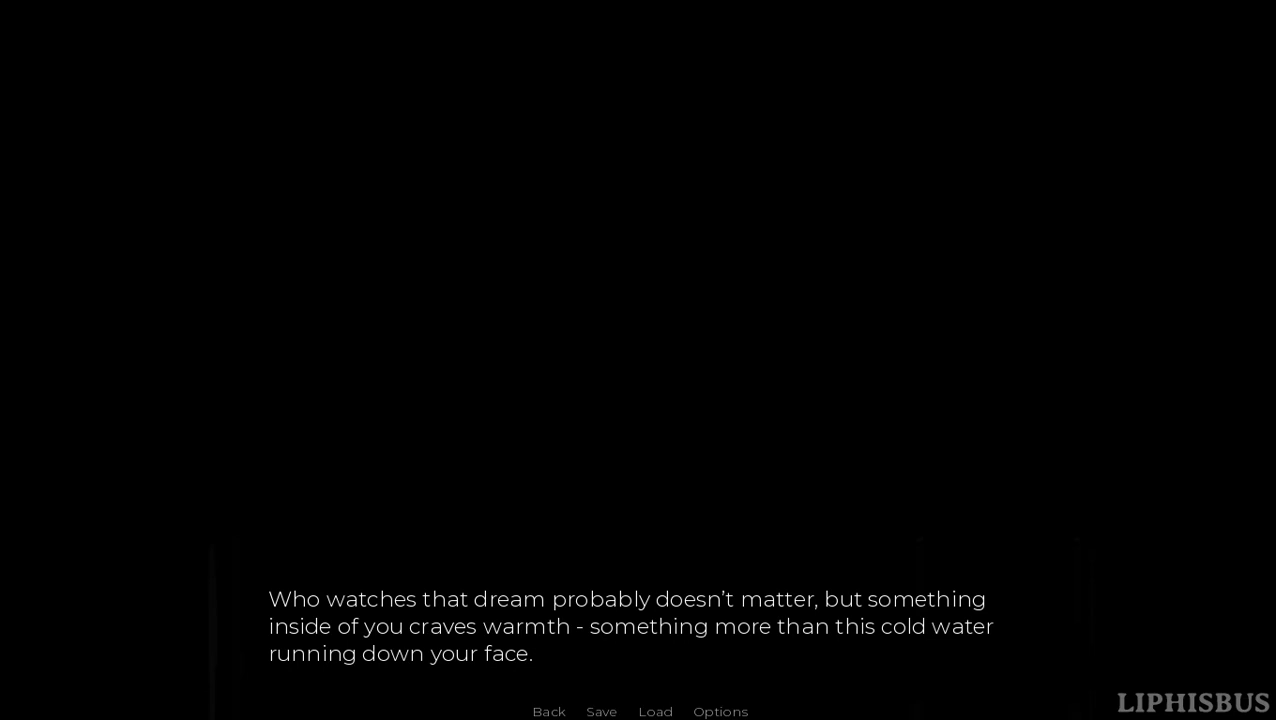 Who watches that dream probably doesn’t matter, but something
inside of you craves warmth - something more than this cold water
running down your face.
Back Save Load Options
LIPHISBUS